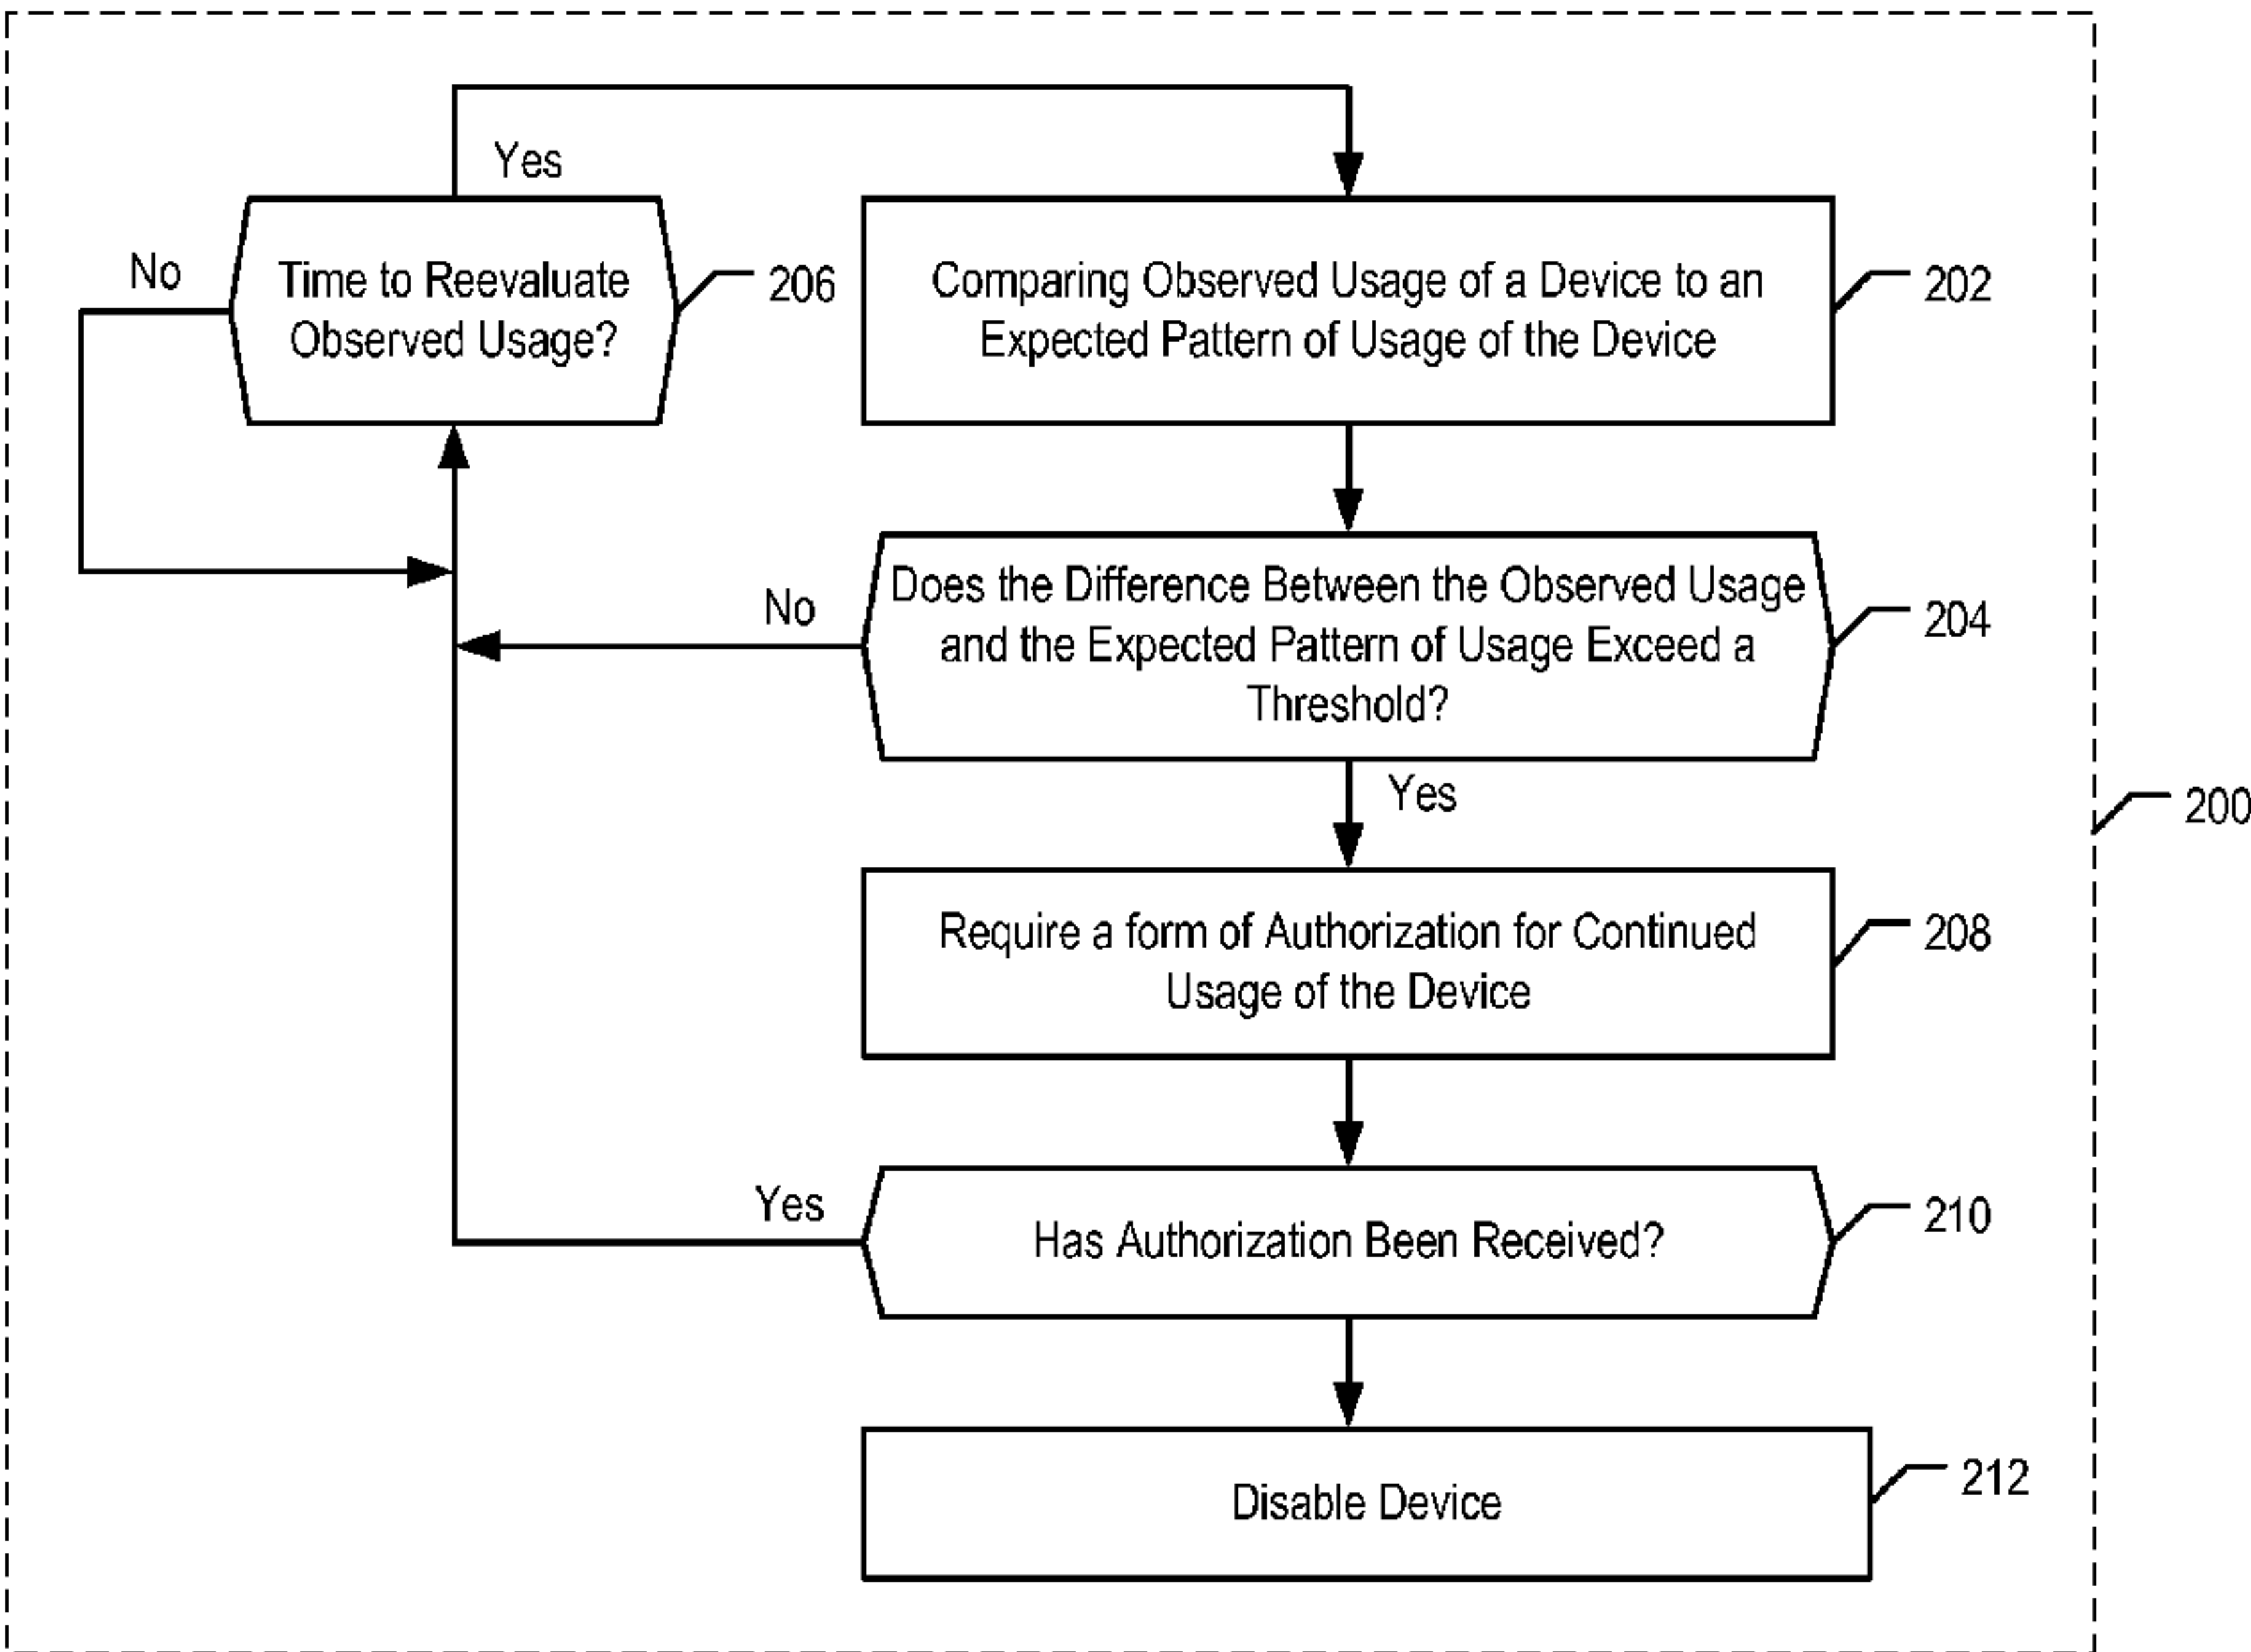 Yes
No
Time to Reevaluate
Observed Usage?
206
Comparing Observed Usage of a Device to an
Expected Pattern of Usage of the Device
202
No
Does the Difference Between the Observed Usage
and the Expected Pattern of Usage Exceed a
Threshold?
204
Yes
200
Require a form of Authorization for Continued
Usage of the Device
208
Yes
Has Authorization Been Received?
210
Disable Device
212